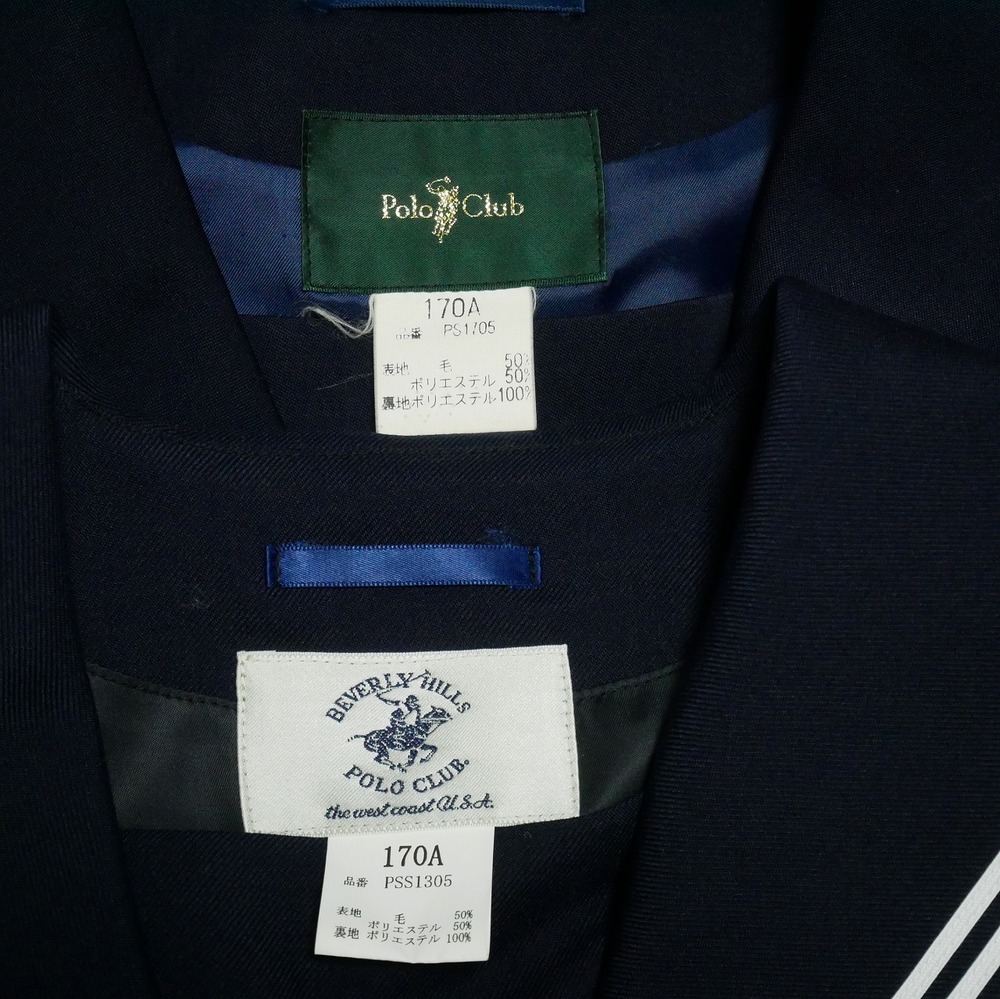 Polo Club
170A
品番 PS1705
表地 毛 50%
ポリエステル 50%
裏地 ポリエステル 100%
BEVERLY HILLS
POLO CLUB.
the west coast U.S.A.
170A
品番 PSS1305
表地 毛 50%
ポリエステル 50%
裏地 ポリエステル 100%